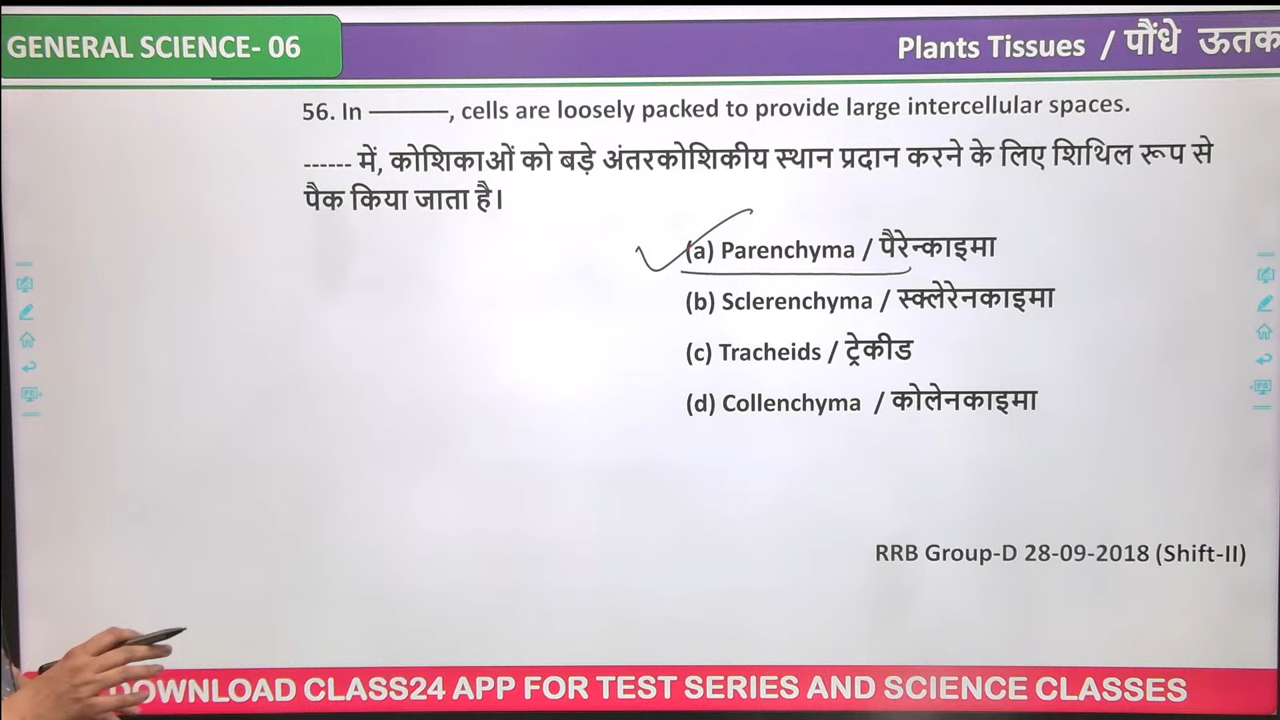 GENERAL SCIENCE- 06
Plants Tissues / पौंधे ऊतक
56. In ———, cells are loosely packed to provide large intercellular spaces.
------ में, कोशिकाओं को बड़े अंतरकोशिकीय स्थान प्रदान करने के लिए शिथिल रूप से
पैक किया जाता है।
(a) Parenchyma / पैरेन्काइमा
(b) Sclerenchyma / स्क्लेरेनकाइमा
(c) Tracheids / ट्रेकीड
(d) Collenchyma / कोलेनकाइमा
RRB Group-D 28-09-2018 (Shift-II)
DOWNLOAD CLASS24 APP FOR TEST SERIES AND SCIENCE CLASSES